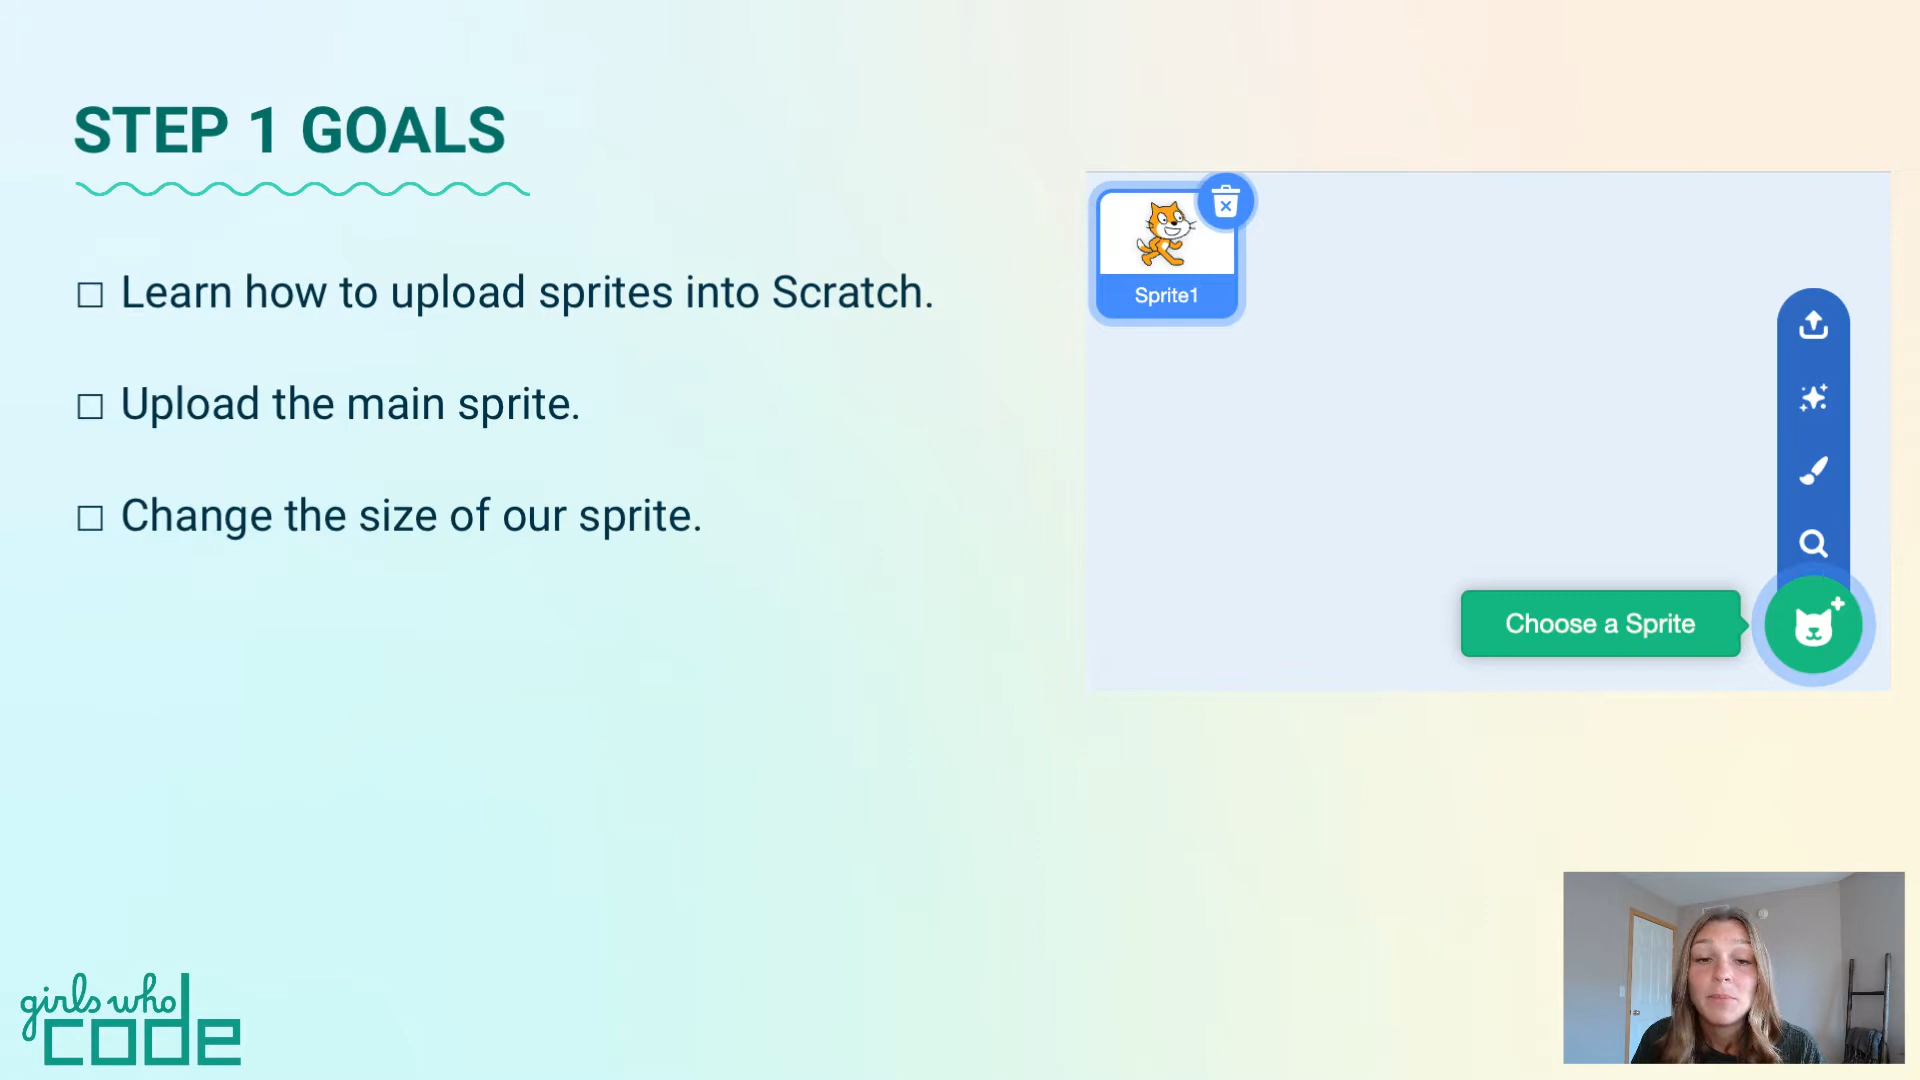 STEP 1 GOALS
Learn how to upload sprites into Scratch.
Upload the main sprite.
Change the size of our sprite.
Sprite1
Choose a Sprite
girls who
code